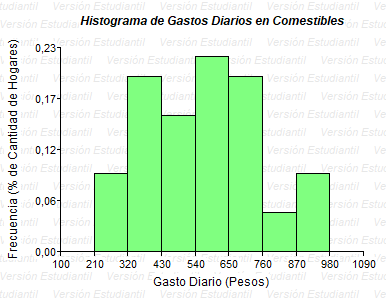 Histograma de Gastos Diarios en Comestibles
Frecuencia (% de Cantidad de Hogares)
0,23
0,17
0,12
0,06
0,00
100 210 320 430 540 650 760 870 980 1090
Gasto Diario (Pesos)
Versión Estudiantil